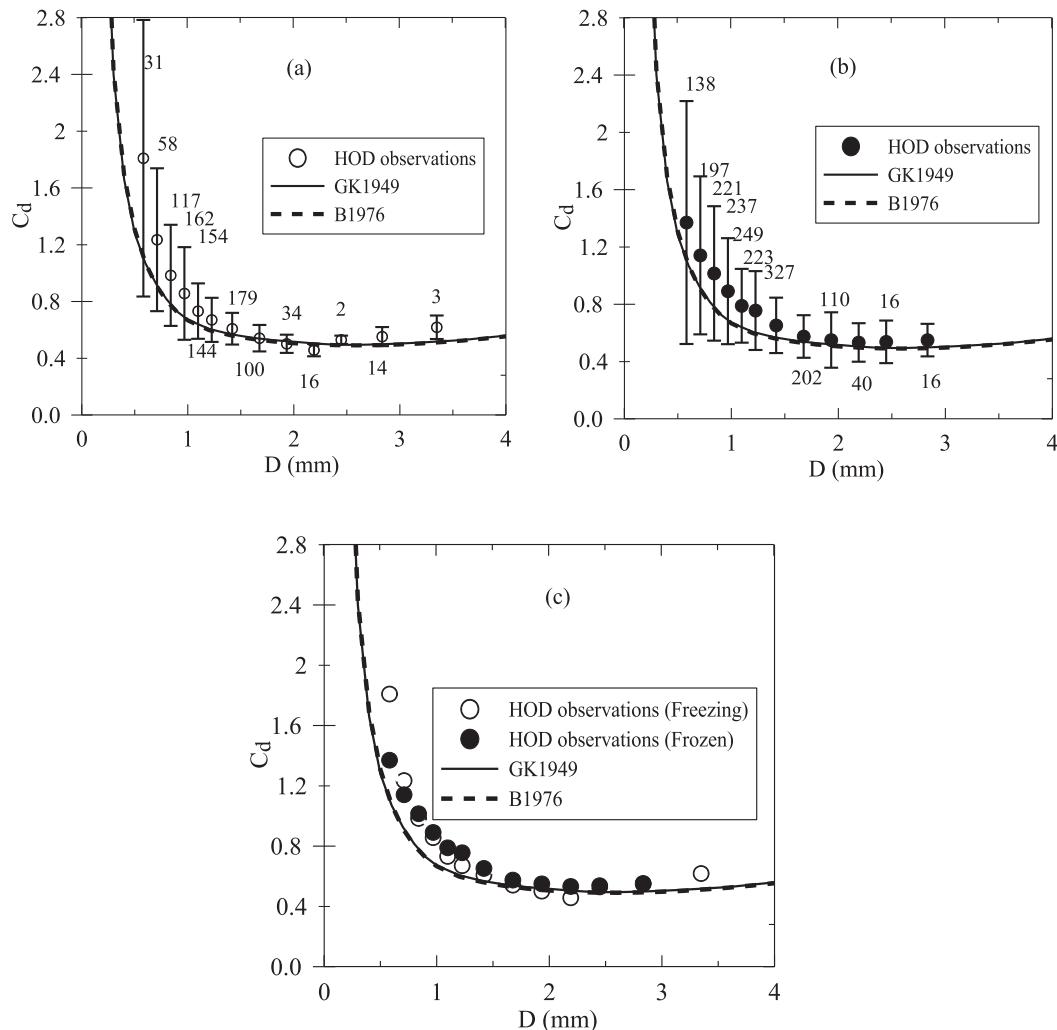 2.8
2.4
2
1.6
1.2
0.8
0.4
0.0
C_d
(a)
HOD observations
GK1949
B1976
31
58
117
162
154
144
179
100
34
16
2
14
3
0 1 2 3 4
D (mm)
2.8
2.4
2
1.6
1.2
0.8
0.4
0.0
C_d
(b)
HOD observations
GK1949
B1976
138
197
221
237
249
223
327
202
110
40
16
16
0 1 2 3 4
D (mm)
2.8
2.4
2
1.6
1.2
0.8
0.4
0.0
C_d
(c)
HOD observations (Freezing)
HOD observations (Frozen)
GK1949
B1976
0 1 2 3 4
D (mm)